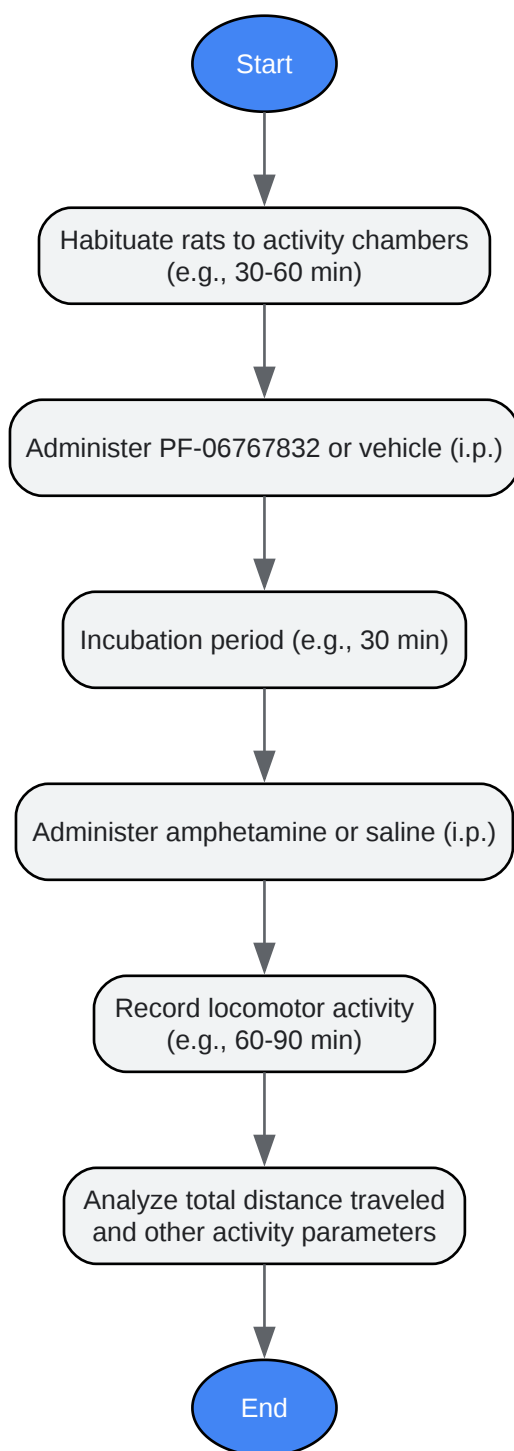 Start
Habituate rats to activity chambers
(e.g., 30-60 min)
Administer PF-06767832 or vehicle (i.p.)
Incubation period (e.g., 30 min)
Administer amphetamine or saline (i.p.)
Record locomotor activity
(e.g., 60-90 min)
Analyze total distance traveled
and other activity parameters
End